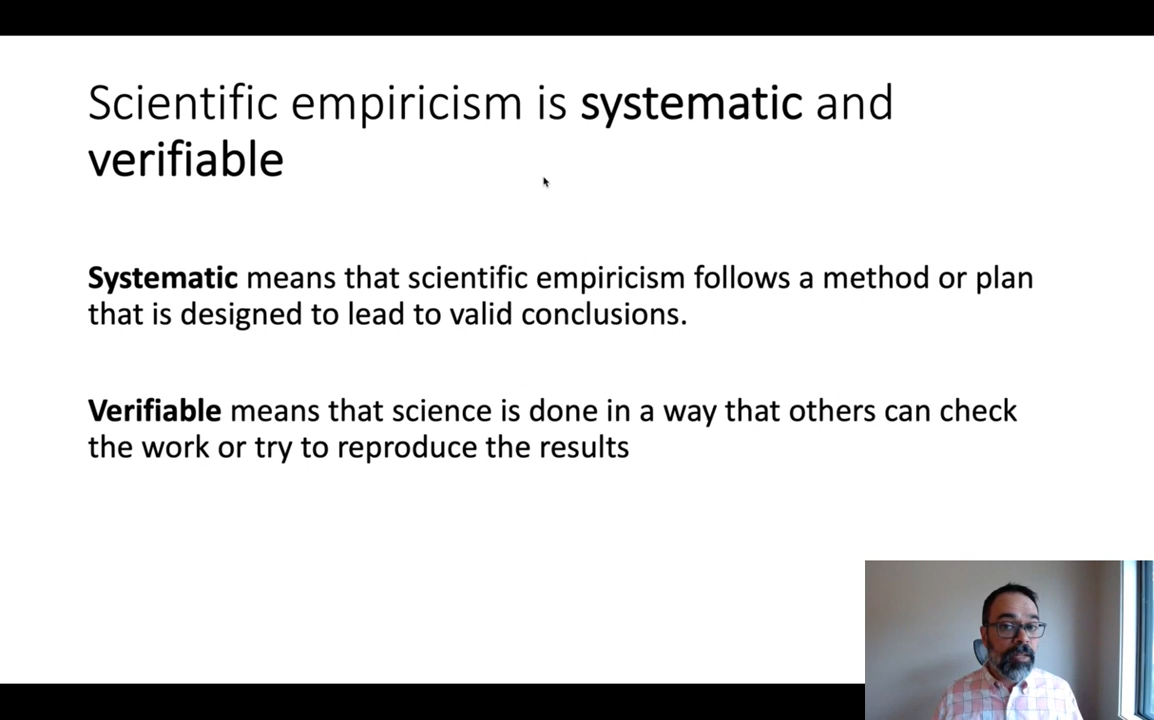 Scientific empiricism is systematic and
verifiable
Systematic means that scientific empiricism follows a method or plan
that is designed to lead to valid conclusions.
Verifiable means that science is done in a way that others can check
the work or try to reproduce the results